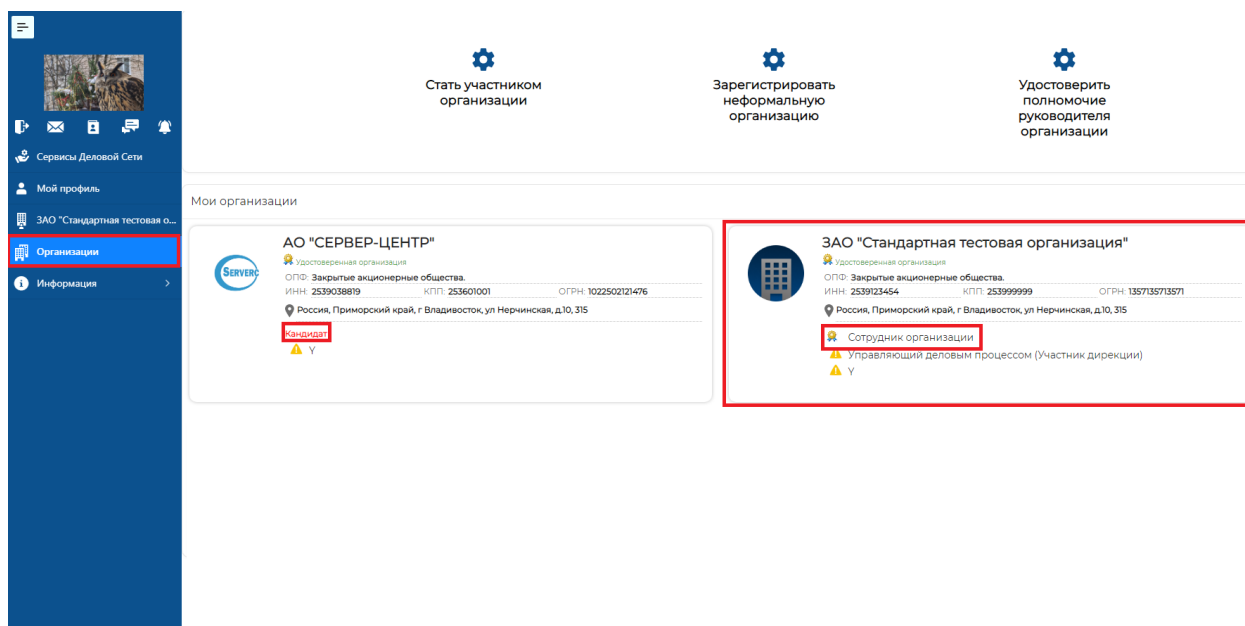 Стать участником
организации
Зарегистрировать
неформальную
организацию
Удостоверить
полномочие
руководителя
организации
Сервисы Деловой Сети
Мой профиль
ЗАО "Стандартная тестовая о...
Организации
Информация
Мои организации
АО "СЕРВЕР-ЦЕНТР"
Удостоверенная организация
ОПФ: Закрытые акционерные общества.
ИНН: 2539038819 КПП: 253601001 ОГРН: 1022502121476
Россия, Приморский край, г Владивосток, ул Нерчинская, д.10, 315
Кандидат
Y
SERVERC
ЗАО "Стандартная тестовая организация"
Удостоверенная организация
ОПФ: Закрытые акционерные общества.
ИНН: 2539123454 КПП: 253999999 ОГРН: 1357135713571
Россия, Приморский край, г Владивосток, ул Нерчинская, д.10, 315
Сотрудник организации
Управляющий деловым процессом (Участник дирекции)
Y